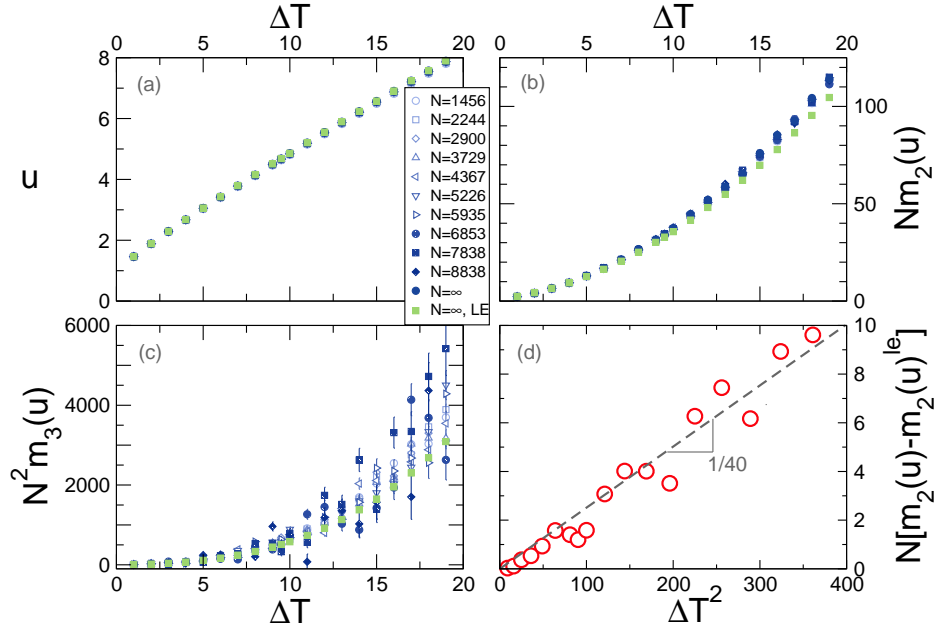 ΔT
ΔT
0 5 10 15 20
0 5 10 15 20
8
6
4
2
0
u
(a)
N=1456
N=2244
N=2900
N=3729
N=4367
N=5226
N=5935
N=6853
N=7838
N=8838
N=∞
N=∞, LE
(b)
100
50
0
Nm₂(u)
6000
4000
2000
0
N²m₃(u)
(c)
0 5 10 15 20
ΔT
(d)
1/40
10
8
6
4
2
0
N[m₂(u)-m₂(u)ˡᵉ]
0 100 200 300 400
ΔT²